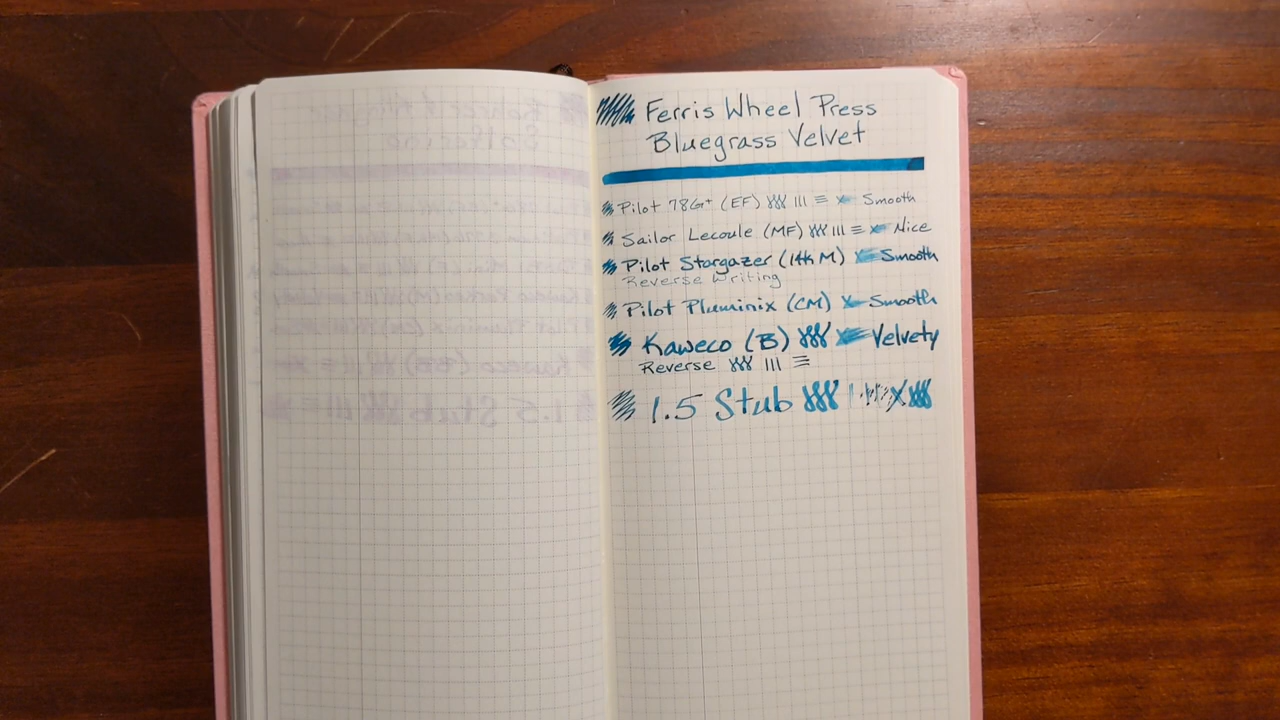 Ferris Wheel Press
Bluegrass Velvet
Pilot 78G+ (EF) Smooth
Sailor Lecoule (MF) Nice
Pilot Stargazer (14k M) Smooth
Reverse Writing
Pilot Pluminix (CM) Smooth
Kaweco (B) Velvety
Reverse
1.5 Stub